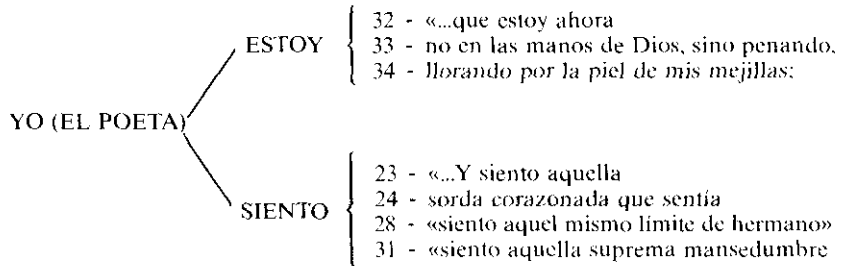 ESTOY
32 - «...que estoy ahora
33 - no en las manos de Dios, sino penando,
34 - llorando por la piel de mis mejillas;
YO (EL POETA)
SIENTO
23 - «...Y siento aquella
24 - sorda corazonada que sentía
28 - «siento aquel mismo límite de hermano»
31 - «siento aquella suprema mansedumbre